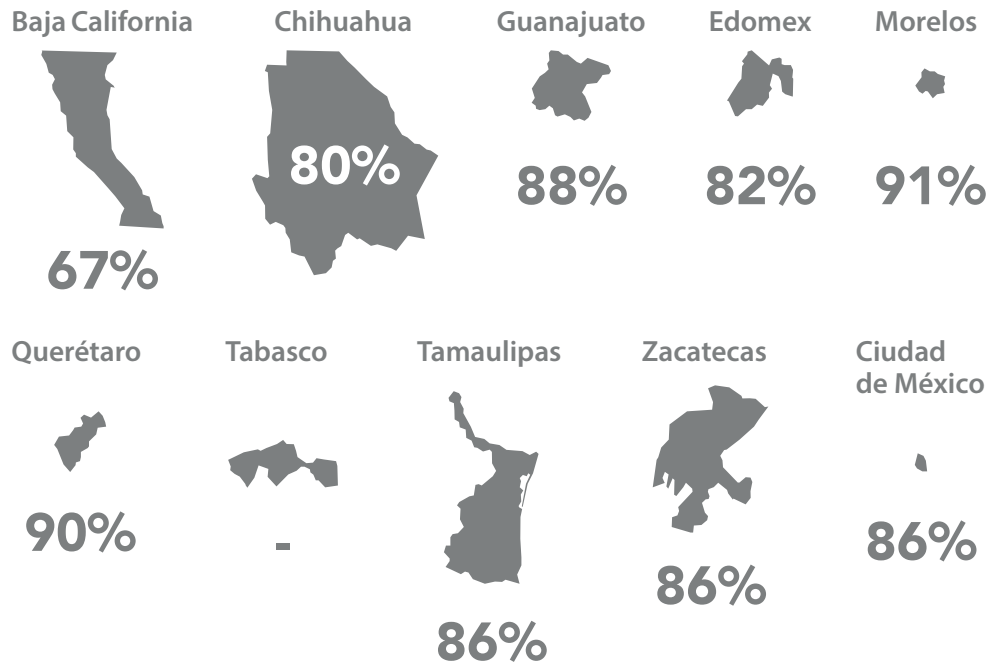 Baja California
Chihuahua
Guanajuato
Edomex
Morelos
67%
80%
88%
82%
91%
Querétaro
Tabasco
Tamaulipas
Zacatecas
Ciudad
de México
90%
-
86%
86%
86%